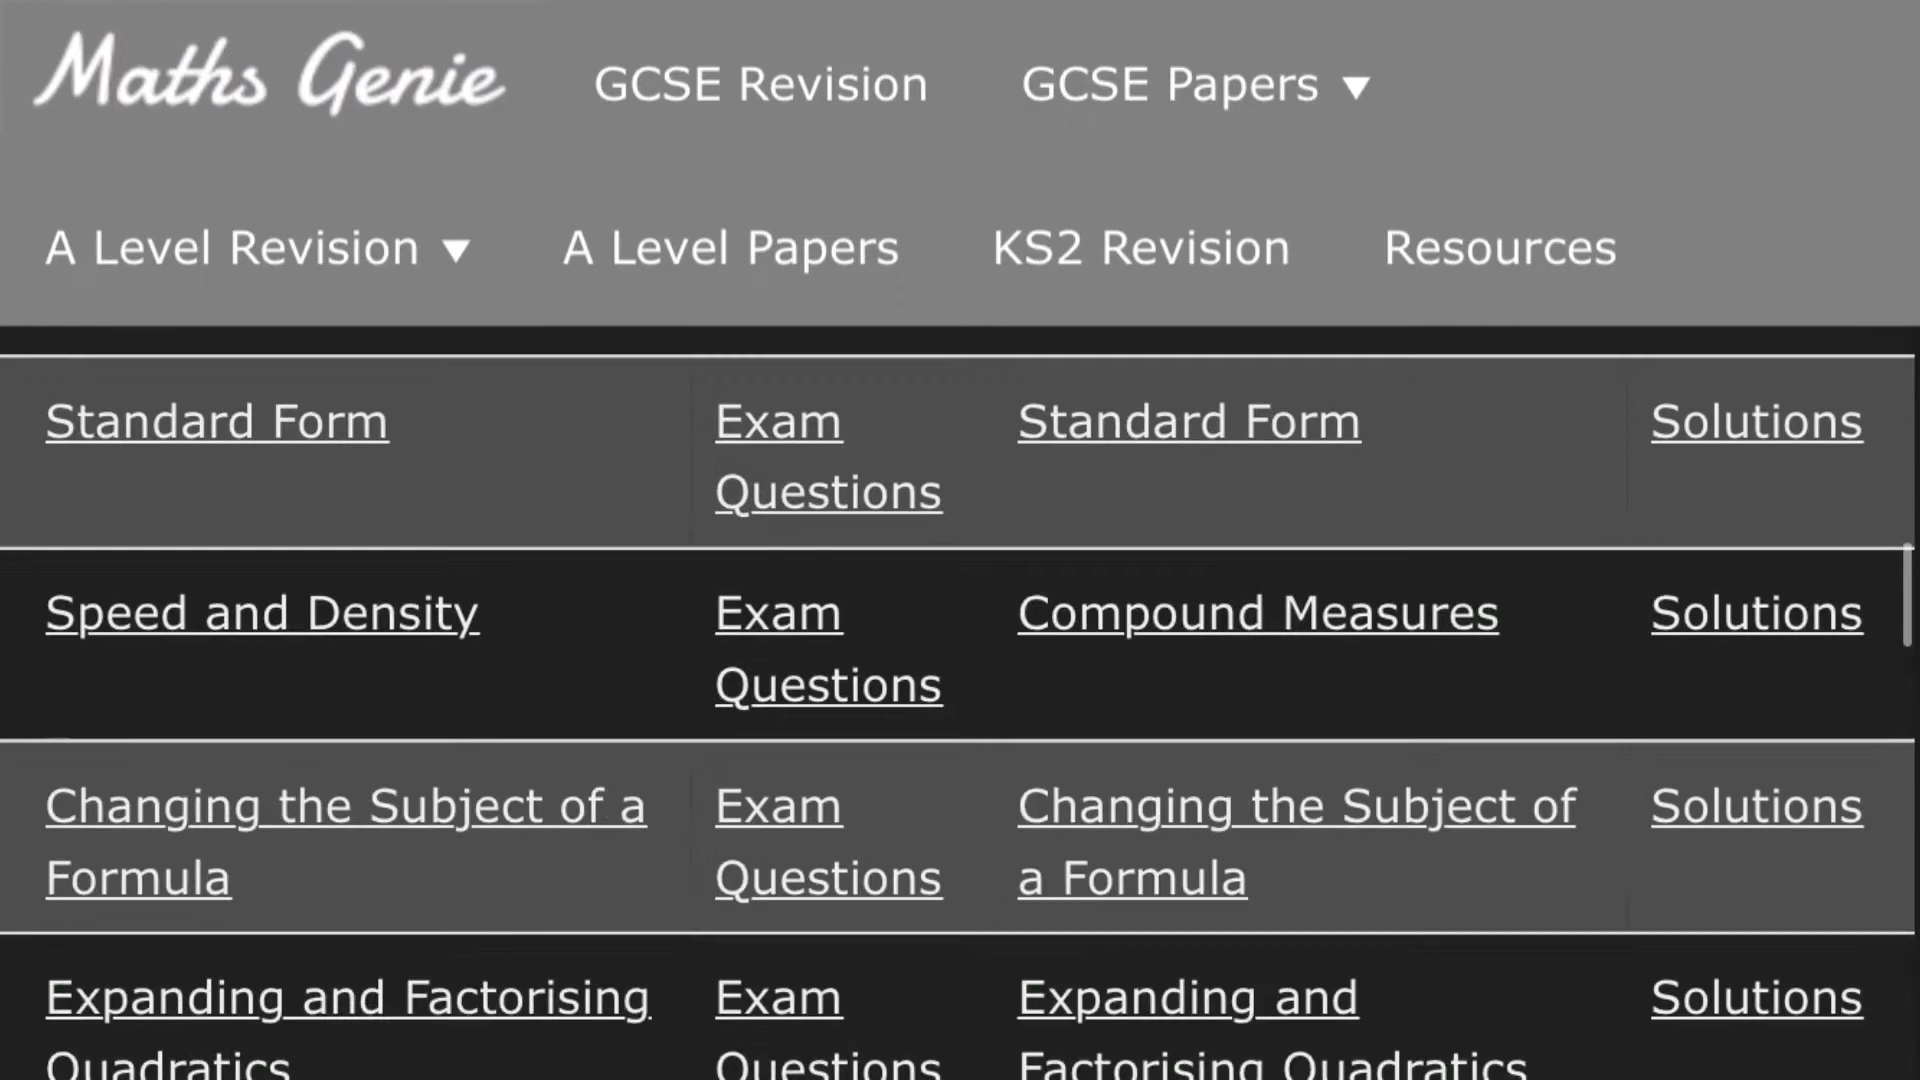 Maths Genie GCSE Revision GCSE Papers ▼
A Level Revision ▼ A Level Papers KS2 Revision Resources
Standard Form Exam Standard Form Solutions
Questions
Speed and Density Exam Compound Measures Solutions
Questions
Changing the Subject of a Exam Changing the Subject of Solutions
Formula Questions a Formula
Expanding and Factorising Exam Expanding and Solutions
Quadratics Questions Factorising Quadratics